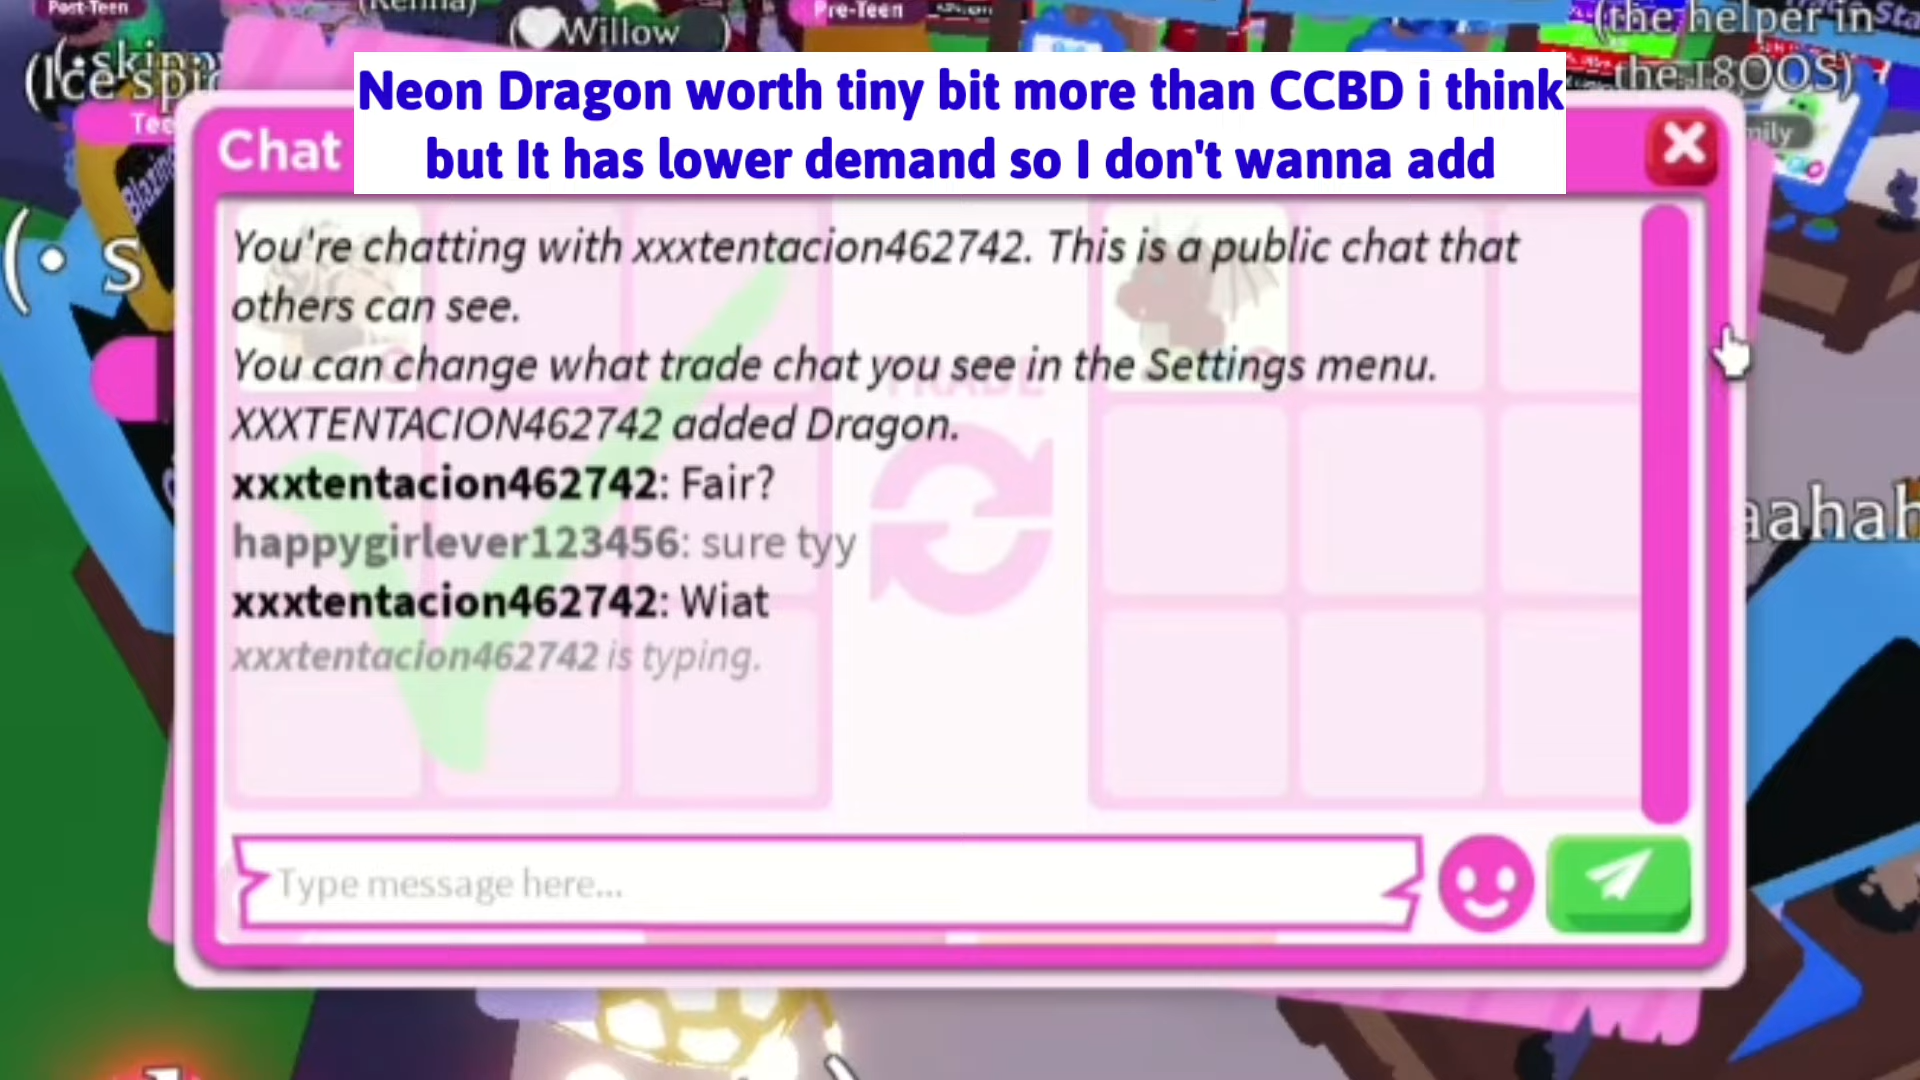 Post-Teen
Pre-Teen
Willow
(the helper in
the 1800S)
Neon Dragon worth tiny bit more than CCBD i think
but It has lower demand so I don't wanna add
Chat
You're chatting with xxxtentacion462742. This is a public chat that
others can see.
You can change what trade chat you see in the Settings menu.
XXXTENTACION462742 added Dragon.
xxxtentacion462742: Fair?
happygirlever123456: sure tyy
xxxtentacion462742: Wiat
xxxtentacion462742 is typing.
TRADE
Type message here...